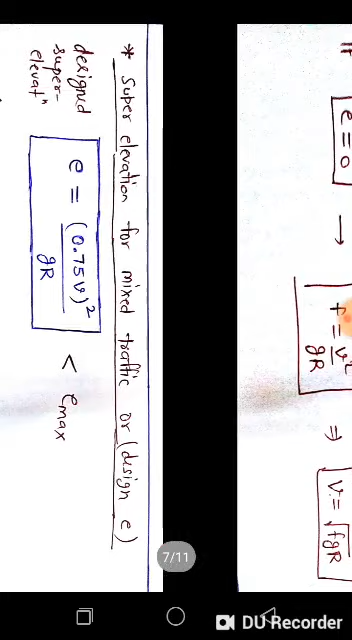 If
e = 0 → f = v²/gR ⇒ v = √fgR
* Super elevation for mixed traffic or (design e)
designed
super-
elevatⁿ
e = (0.75v)²/gR < emax
7/11
DU Recorder